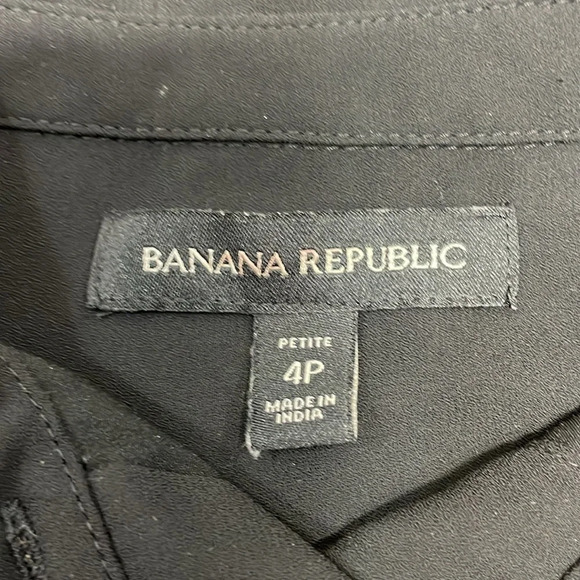 BANANA REPUBLIC
PETITE
4P
MADE IN
INDIA